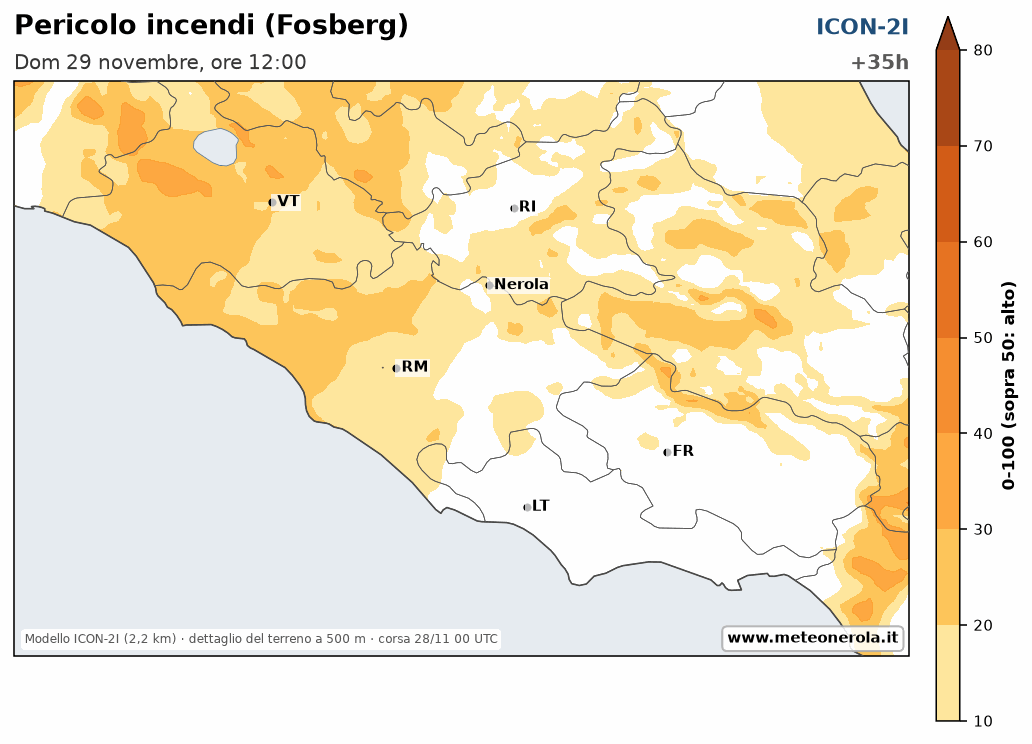 Pericolo incendi (Fosberg)
ICON-2I
Dom 29 novembre, ore 12:00
+35h
80
70
60
50
40
30
20
10
0-100 (sopra 50: alto)
VT
RI
Nerola
RM
FR
LT
Modello ICON-2I (2,2 km) · dettaglio del terreno a 500 m · corsa 28/11 00 UTC
www.meteonerola.it